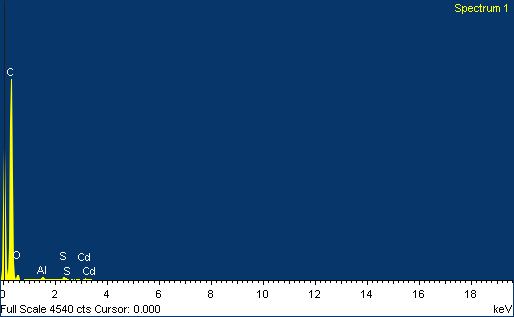 Spectrum 1
C
O
Al
S
S
Cd
Cd
0 2 4 6 8 10 12 14 16 18
Full Scale 4540 cts Cursor: 0.000 keV